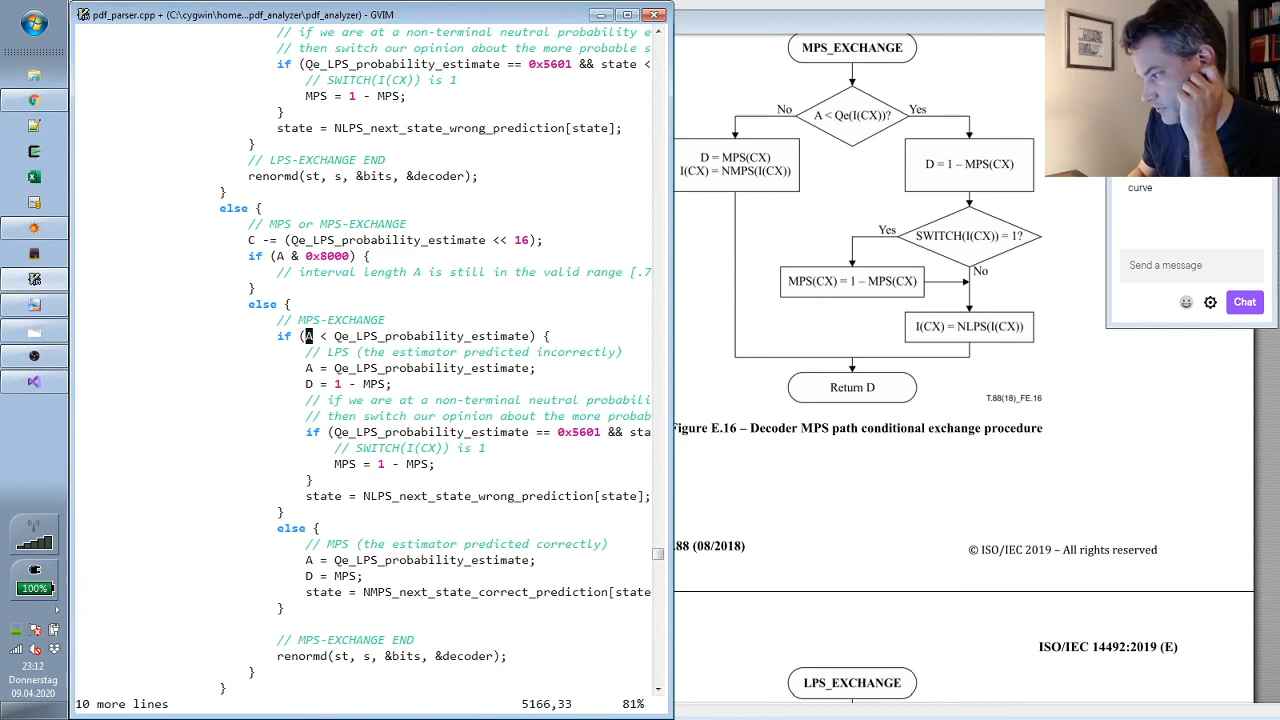 pdf_parser.cpp + (C:\cygwin\home...pdf_analyzer\pdf_analyzer) - GVIM
// if we are at a non-terminal neutral probability e
// then switch our opinion about the more probable s
if (Qe_LPS_probability_estimate == 0x5601 && state <
// SWITCH(I(CX)) is 1
MPS = 1 - MPS;
}
state = NLPS_next_state_wrong_prediction[state];
}
// LPS-EXCHANGE END
renormd(st, s, &bits, &decoder);
}
else {
// MPS or MPS-EXCHANGE
C -= (Qe_LPS_probability_estimate << 16);
if (A & 0x8000) {
// interval length A is still in the valid range [.7
}
else {
// MPS-EXCHANGE
if (A < Qe_LPS_probability_estimate) {
// LPS (the estimator predicted incorrectly)
A = Qe_LPS_probability_estimate;
D = 1 - MPS;
// if we are at a non-terminal neutral probabili
// then switch our opinion about the more probab
if (Qe_LPS_probability_estimate == 0x5601 && sta
// SWITCH(I(CX)) is 1
MPS = 1 - MPS;
}
state = NLPS_next_state_wrong_prediction[state];
}
else {
// MPS (the estimator predicted correctly)
A = Qe_LPS_probability_estimate;
D = MPS;
state = NMPS_next_state_correct_prediction[state
}
// MPS-EXCHANGE END
renormd(st, s, &bits, &decoder);
}
}
10 more lines 5166,33 81%
MPS_EXCHANGE
No A < Qe(I(CX))? Yes
D = MPS(CX)
I(CX) = NMPS(I(CX))
D = 1 – MPS(CX)
Yes SWITCH(I(CX)) = 1?
No
MPS(CX) = 1 – MPS(CX)
I(CX) = NLPS(I(CX))
Return D
T.88(18)_FE.16
Figure E.16 – Decoder MPS path conditional exchange procedure
.88 (08/2018) © ISO/IEC 2019 – All rights reserved
ISO/IEC 14492:2019 (E)
LPS_EXCHANGE
curve
Send a message
Chat
100%
23:12
Donnerstag
09.04.2020